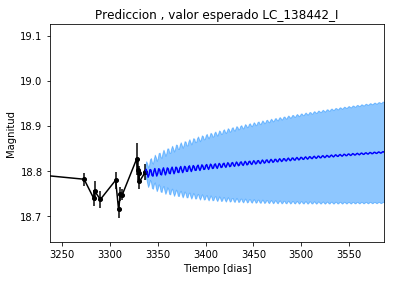 Prediccion , valor esperado LC_138442_I
19.1
19.0
18.9
18.8
18.7
Magnitud
3250 3300 3350 3400 3450 3500 3550
Tiempo [dias]